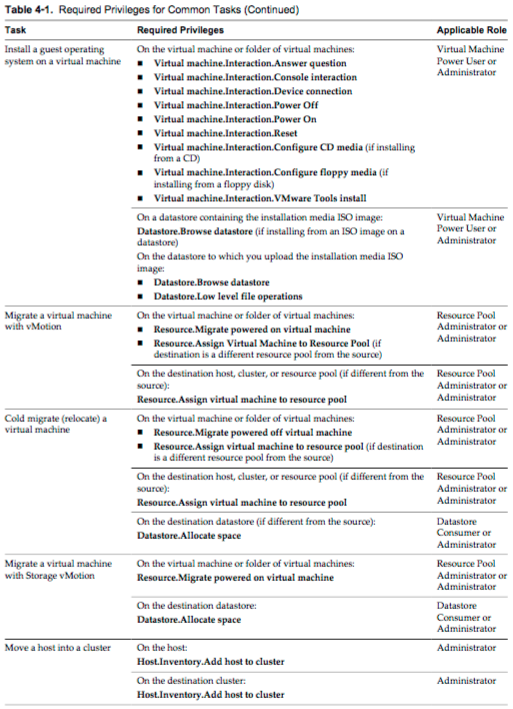 Table 4-1. Required Privileges for Common Tasks (Continued)
Task Required Privileges Applicable Role
Install a guest operating system on a virtual machine
On the virtual machine or folder of virtual machines:
■ Virtual machine.Interaction.Answer question
■ Virtual machine.Interaction.Console interaction
■ Virtual machine.Interaction.Device connection
■ Virtual machine.Interaction.Power Off
■ Virtual machine.Interaction.Power On
■ Virtual machine.Interaction.Reset
■ Virtual machine.Interaction.Configure CD media (if installing
from a CD)
■ Virtual machine.Interaction.Configure floppy media (if
installing from a floppy disk)
■ Virtual machine.Interaction.VMware Tools install
Virtual Machine
Power User or
Administrator
On a datastore containing the installation media ISO image:
Datastore.Browse datastore (if installing from an ISO image on a
datastore)
On the datastore to which you upload the installation media ISO
image:
■ Datastore.Browse datastore
■ Datastore.Low level file operations
Virtual Machine
Power User or
Administrator
Migrate a virtual machine
with vMotion
On the virtual machine or folder of virtual machines:
■ Resource.Migrate powered on virtual machine
■ Resource.Assign Virtual Machine to Resource Pool (if
destination is a different resource pool from the source)
Resource Pool
Administrator or
Administrator
On the destination host, cluster, or resource pool (if different from the
source):
Resource.Assign virtual machine to resource pool
Resource Pool
Administrator or
Administrator
Cold migrate (relocate) a
virtual machine
On the virtual machine or folder of virtual machines:
■ Resource.Migrate powered off virtual machine
■ Resource.Assign virtual machine to resource pool (if destination
is a different resource pool from the source)
Resource Pool
Administrator or
Administrator
On the destination host, cluster, or resource pool (if different from the
source):
Resource.Assign virtual machine to resource pool
Resource Pool
Administrator or
Administrator
On the destination datastore (if different from the source):
Datastore.Allocate space
Datastore
Consumer or
Administrator
Migrate a virtual machine
with Storage vMotion
On the virtual machine or folder of virtual machines:
Resource.Migrate powered on virtual machine
Resource Pool
Administrator or
Administrator
On the destination datastore:
Datastore.Allocate space
Datastore
Consumer or
Administrator
Move a host into a cluster
On the host:
Host.Inventory.Add host to cluster
Administrator
On the destination cluster:
Host.Inventory.Add host to cluster
Administrator